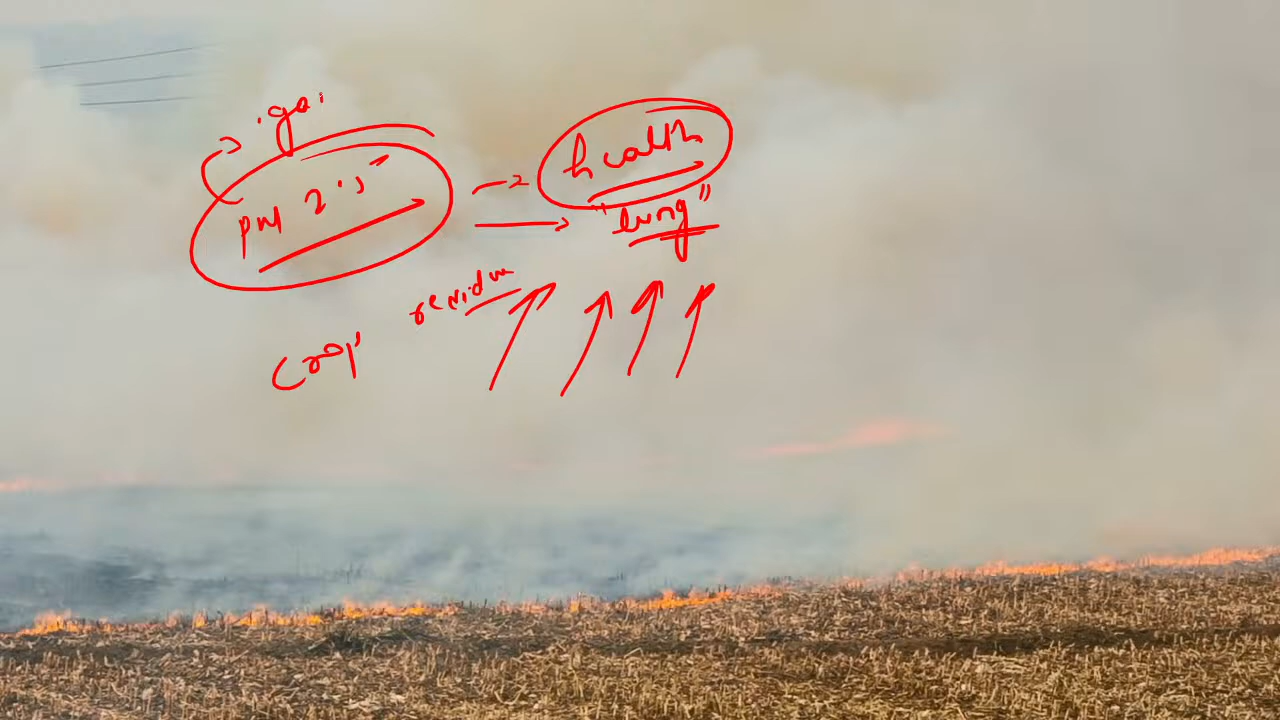 pm 2.5"
health
"lung"
crop residue